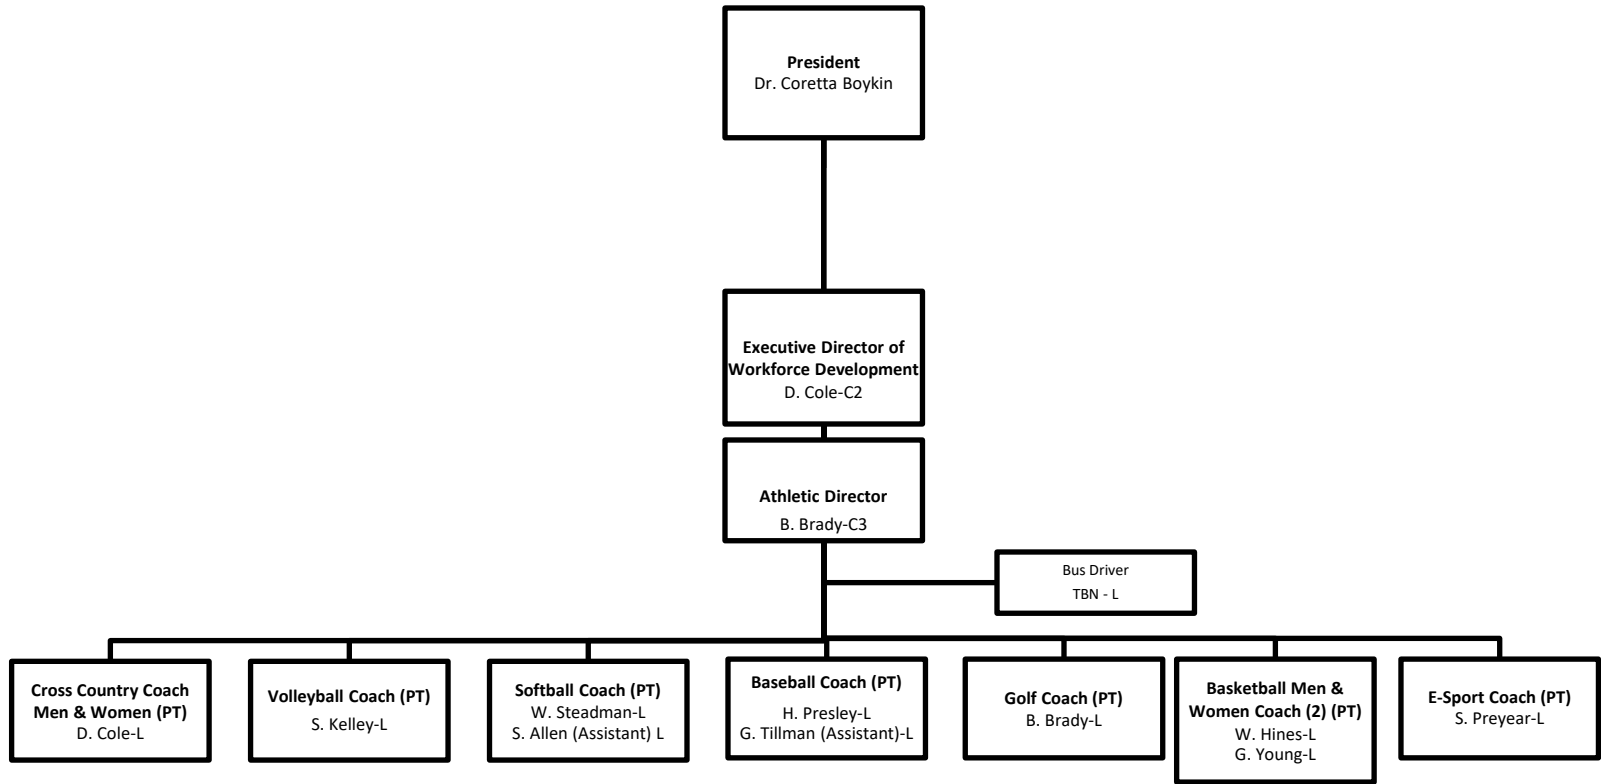 President
Dr. Coretta Boykin
Executive Director of
Workforce Development
D. Cole-C2
Athletic Director
B. Brady-C3
Bus Driver
TBN - L
Cross Country Coach
Men & Women (PT)
D. Cole-L
Volleyball Coach (PT)
S. Kelley-L
Softball Coach (PT)
W. Steadman-L
S. Allen (Assistant) L
Baseball Coach (PT)
H. Presley-L
G. Tillman (Assistant)-L
Golf Coach (PT)
B. Brady-L
Basketball Men &
Women Coach (2) (PT)
W. Hines-L
G. Young-L
E-Sport Coach (PT)
S. Preyear-L